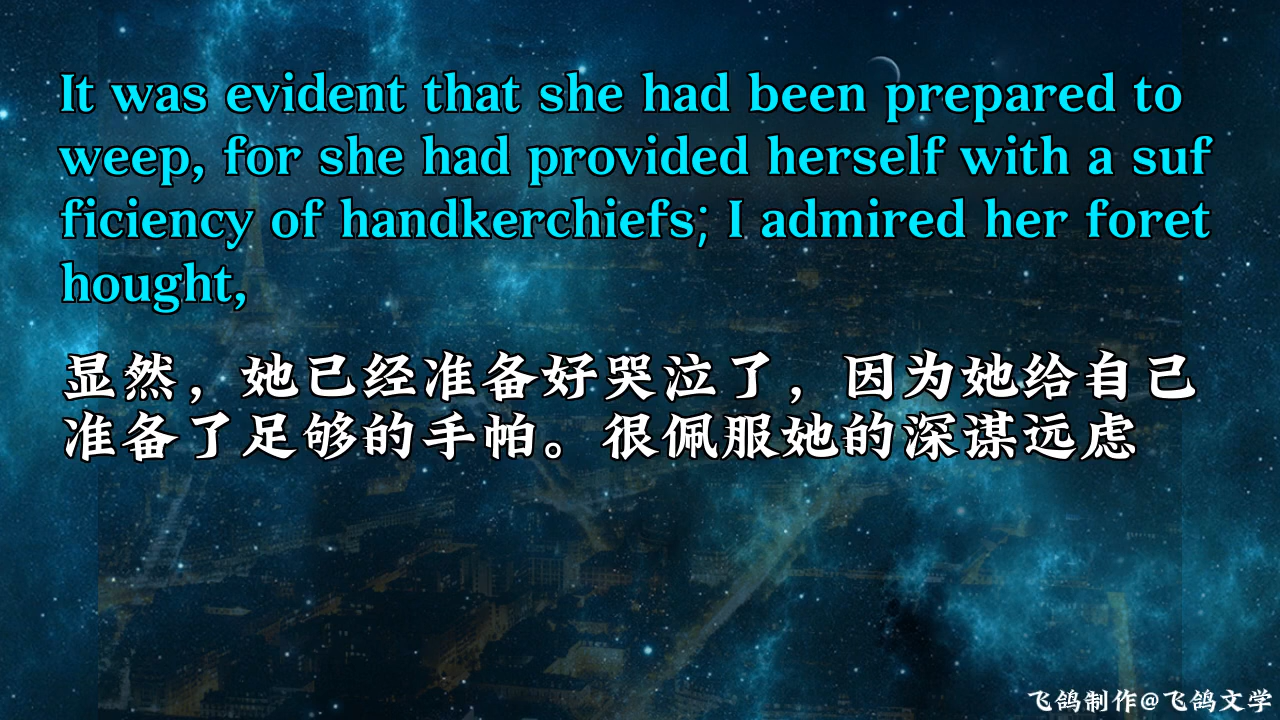 It was evident that she had been prepared to
weep, for she had provided herself with a suf
ficiency of handkerchiefs; I admired her foret
hought,
显然，她已经准备好哭泣了，因为她给自己
准备了足够的手帕。很佩服她的深谋远虑
飞鸽制作@飞鸽文学